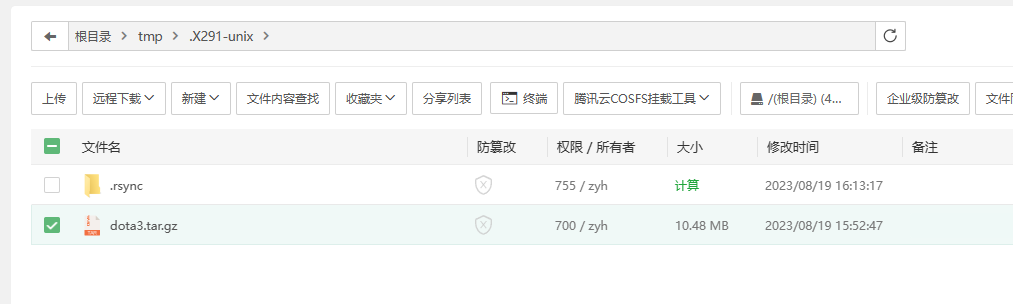 根目录 tmp .X291-unix
上传 远程下载 新建 文件内容查找 收藏夹 分享列表 终端 腾讯云COSFS挂载工具 /(根目录) (4... 企业级防篡改
文件名 防篡改 权限 / 所有者 大小 修改时间 备注
.rsync 755 / zyh 计算 2023/08/19 16:13:17
dota3.tar.gz 700 / zyh 10.48 MB 2023/08/19 15:52:47